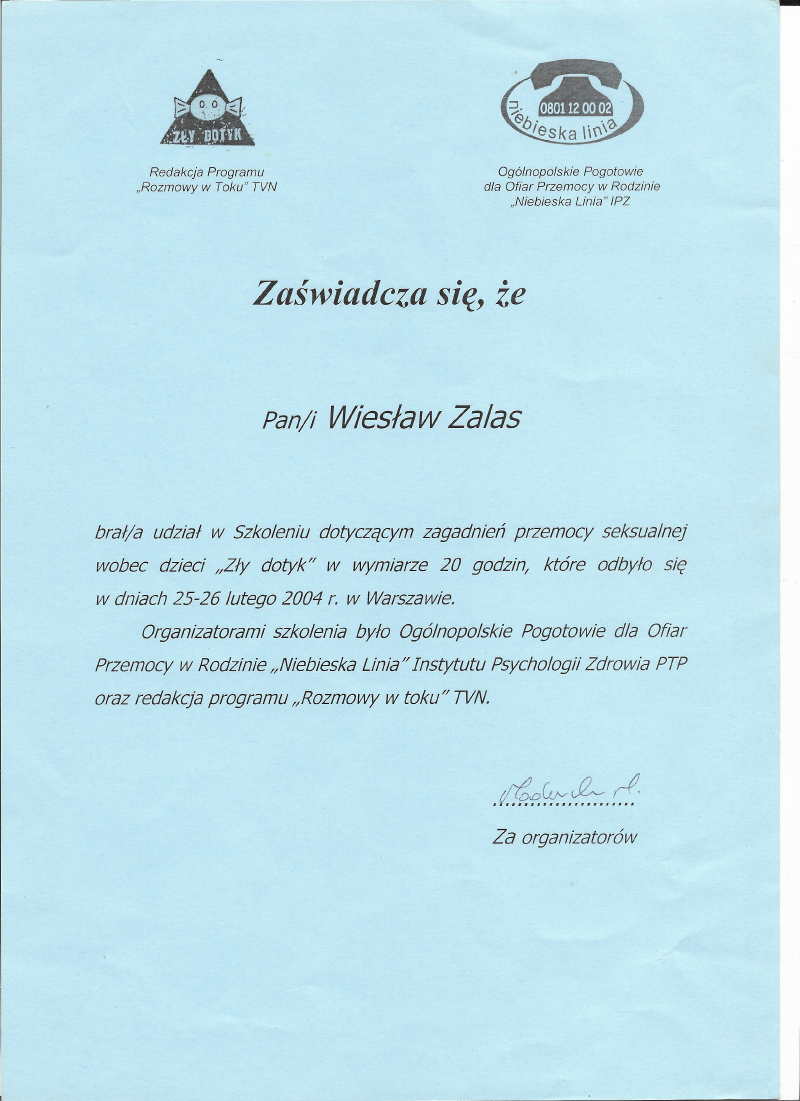 ZŁY DOTYK
0801 12 00 02
niebieska linia
Redakcja Programu
„Rozmowy w Toku” TVN
Ogólnopolskie Pogotowie
dla Ofiar Przemocy w Rodzinie
„Niebieska Linia” IPZ
Zaświadcza się, że
Pan/i Wiesław Zalas
brał/a udział w Szkoleniu dotyczącym zagadnień przemocy seksualnej
wobec dzieci „Zły dotyk” w wymiarze 20 godzin, które odbyło się
w dniach 25-26 lutego 2004 r. w Warszawie.
Organizatorami szkolenia było Ogólnopolskie Pogotowie dla Ofiar
Przemocy w Rodzinie „Niebieska Linia” Instytutu Psychologii Zdrowia PTP
oraz redakcja programu „Rozmowy w toku” TVN.
Za organizatorów